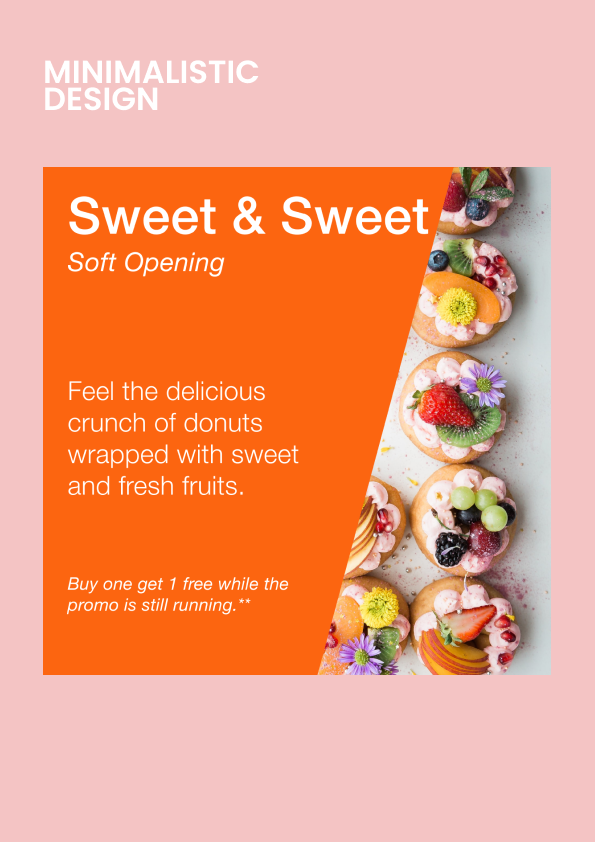 MINIMALISTIC
DESIGN
Sweet & Sweet
Soft Opening
Feel the delicious
crunch of donuts
wrapped with sweet
and fresh fruits.
Buy one get 1 free while the
promo is still running.**